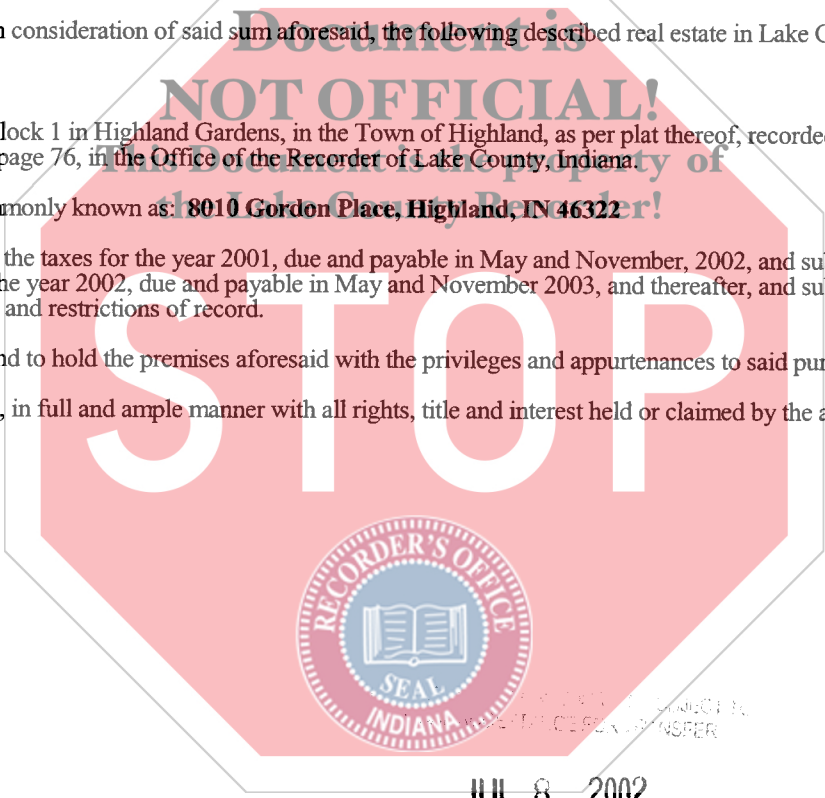 consideration of said sum aforesaid, the following described real estate in Lake
Document is
NOT OFFICIAL!
lock 1 in Highland Gardens, in the Town of Highland, as per plat thereof, recorde
page 76, in the Office of the Recorder of Lake County, Indiana.
This Document is the property of
monly known as: 8010 Gordon Place, Highland, IN 46322
the Lake County Recorder!
the taxes for the year 2001, due and payable in May and November, 2002, and su
he year 2002, due and payable in May and November 2003, and thereafter, and su
and restrictions of record.
nd to hold the premises aforesaid with the privileges and appurtenances to said pu
, in full and ample manner with all rights, title and interest held or claimed by the a
STOP
RECORDER'S OFFICE
SEAL
INDIANA
TRANSFER
JUL 8 2002